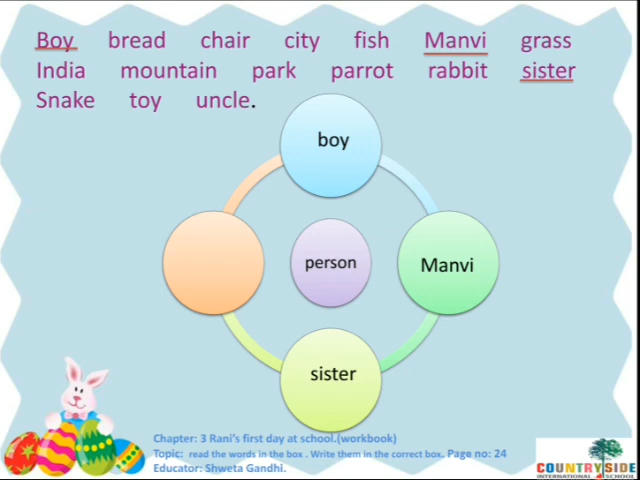 Boy bread chair city fish Manvi grass
India mountain park parrot rabbit sister
Snake toy uncle.
boy
person
Manvi
sister
Chapter: 3 Rani's first day at school.(workbook)
Topic: read the words in the box . Write them in the correct box. Page no: 24
Educator: Shweta Gandhi.
COUNTRYSIDE
INTERNATIONAL SCHOOL